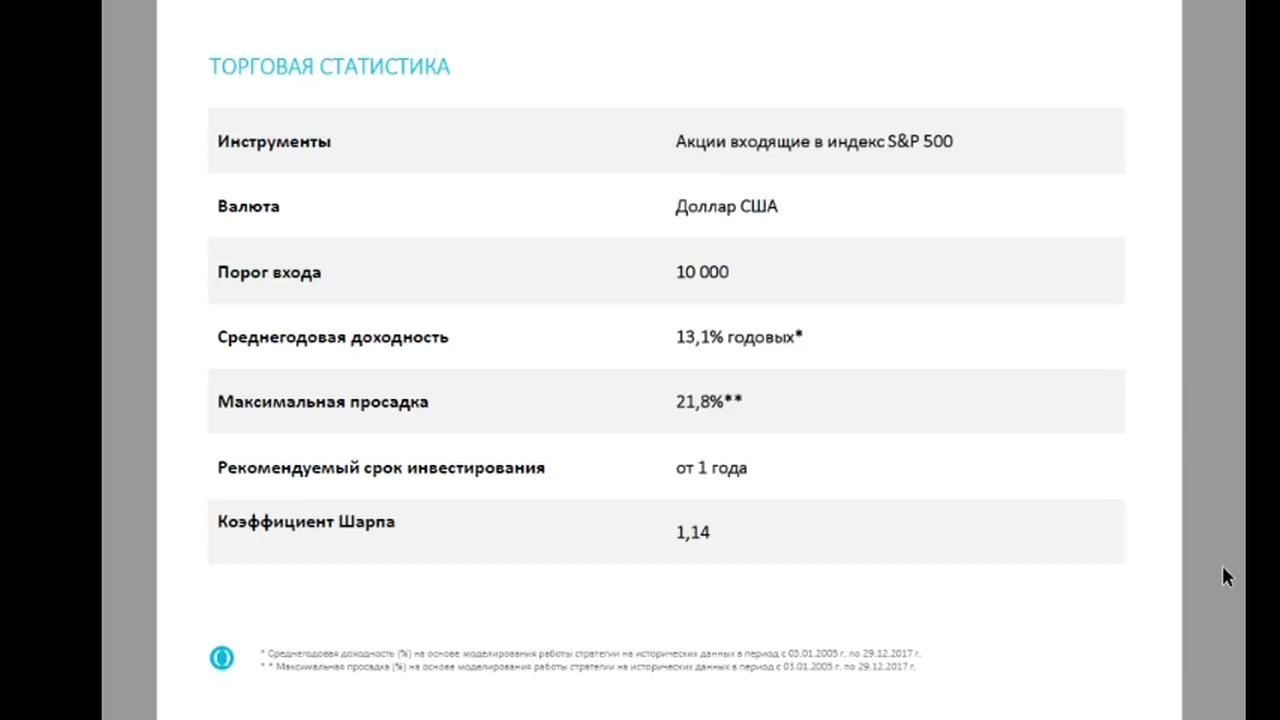 ТОРГОВАЯ СТАТИСТИКА
Инструменты Акции входящие в индекс S&P 500
Валюта Доллар США
Порог входа 10 000
Среднегодовая доходность 13,1% годовых*
Максимальная просадка 21,8%**
Рекомендуемый срок инвестирования от 1 года
Коэффициент Шарпа 1,14
* Среднегодовая доходность (%) на основе моделирования работы стратегии на исторических данных в период с 03.01.2005 г. по 29.12.2017 г.
* * Максимальная просадка (%) на основе моделирования работы стратегии на исторических данных в период с 03.01.2005 г. по 29.12.2017 г.